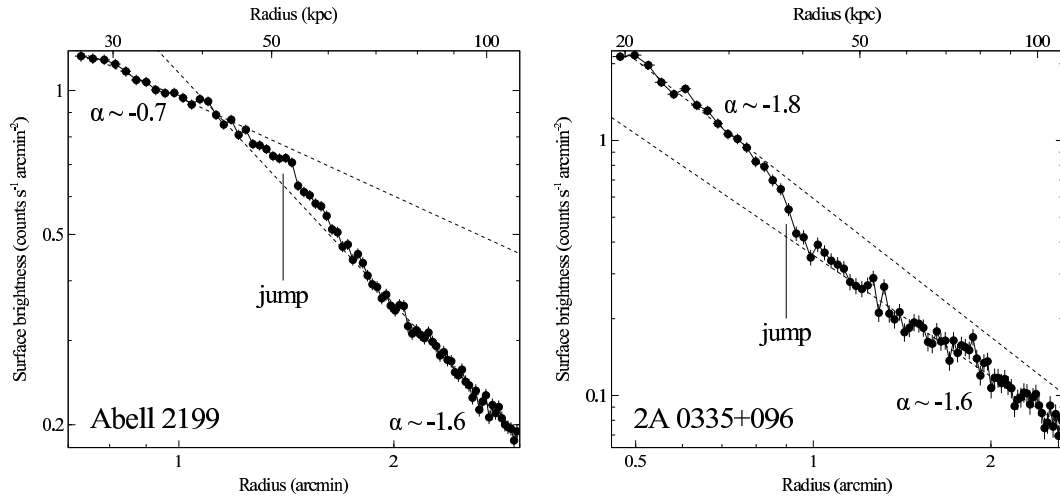 Radius (kpc)
30 50 100
Surface brightness (counts s⁻¹ arcmin⁻²)
1
0.5
0.2
α ~ -0.7
jump
α ~ -1.6
Abell 2199
1 2
Radius (arcmin)
Radius (kpc)
20 50 100
Surface brightness (counts s⁻¹ arcmin⁻²)
1
0.1
α ~ -1.8
jump
α ~ -1.6
2A 0335+096
0.5 1 2
Radius (arcmin)